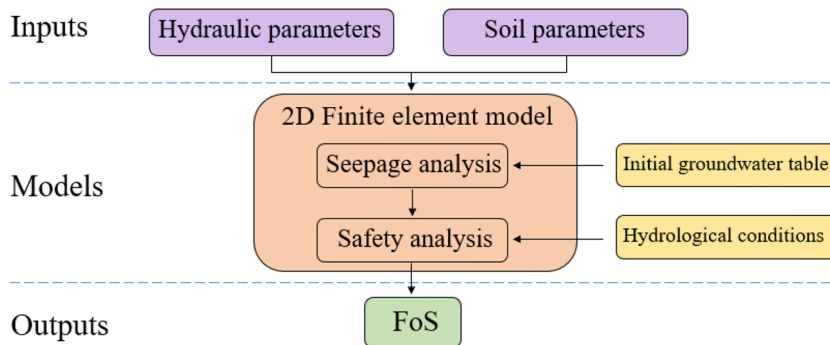 Inputs
Hydraulic parameters
Soil parameters
2D Finite element model
Models
Seepage analysis
Initial groundwater table
Safety analysis
Hydrological conditions
Outputs
FoS